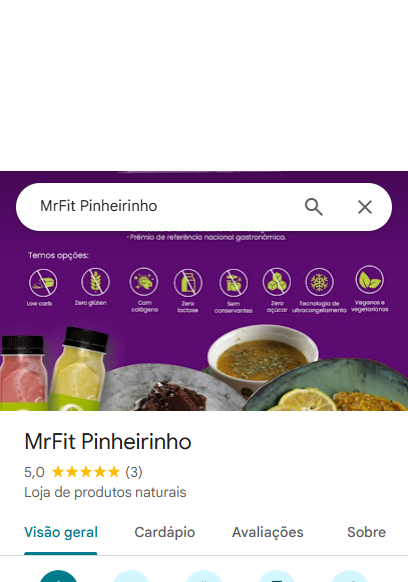 MrFit Pinheirinho
• Prêmio de referência nacional gastronômica.
Temos opções:
Low carb
Zero glúten
Com colágeno
Zero lactose
Sem conservantes
Zero açúcar
Tecnologia de ultracongelamento
Veganos e vegetarianos
MrFit Pinheirinho
5,0 (3)
Loja de produtos naturais
Visão geral Cardápio Avaliações Sobre